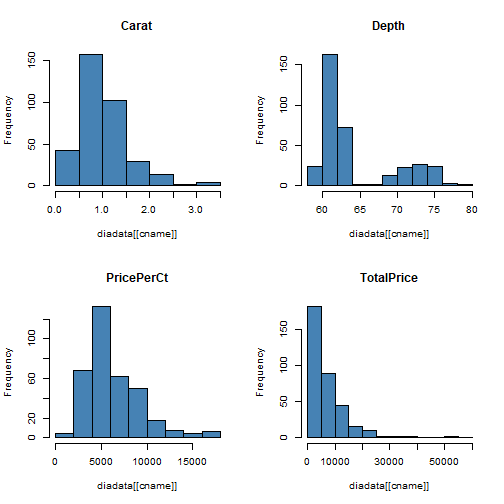 Carat
Frequency
0 50 100 150
0.0 1.0 2.0 3.0
diadata[[cname]]
Depth
Frequency
0 50 100 150
60 65 70 75 80
diadata[[cname]]
PricePerCt
Frequency
0 20 60 100
0 5000 10000 15000
diadata[[cname]]
TotalPrice
Frequency
0 50 100 150
0 10000 30000 50000
diadata[[cname]]